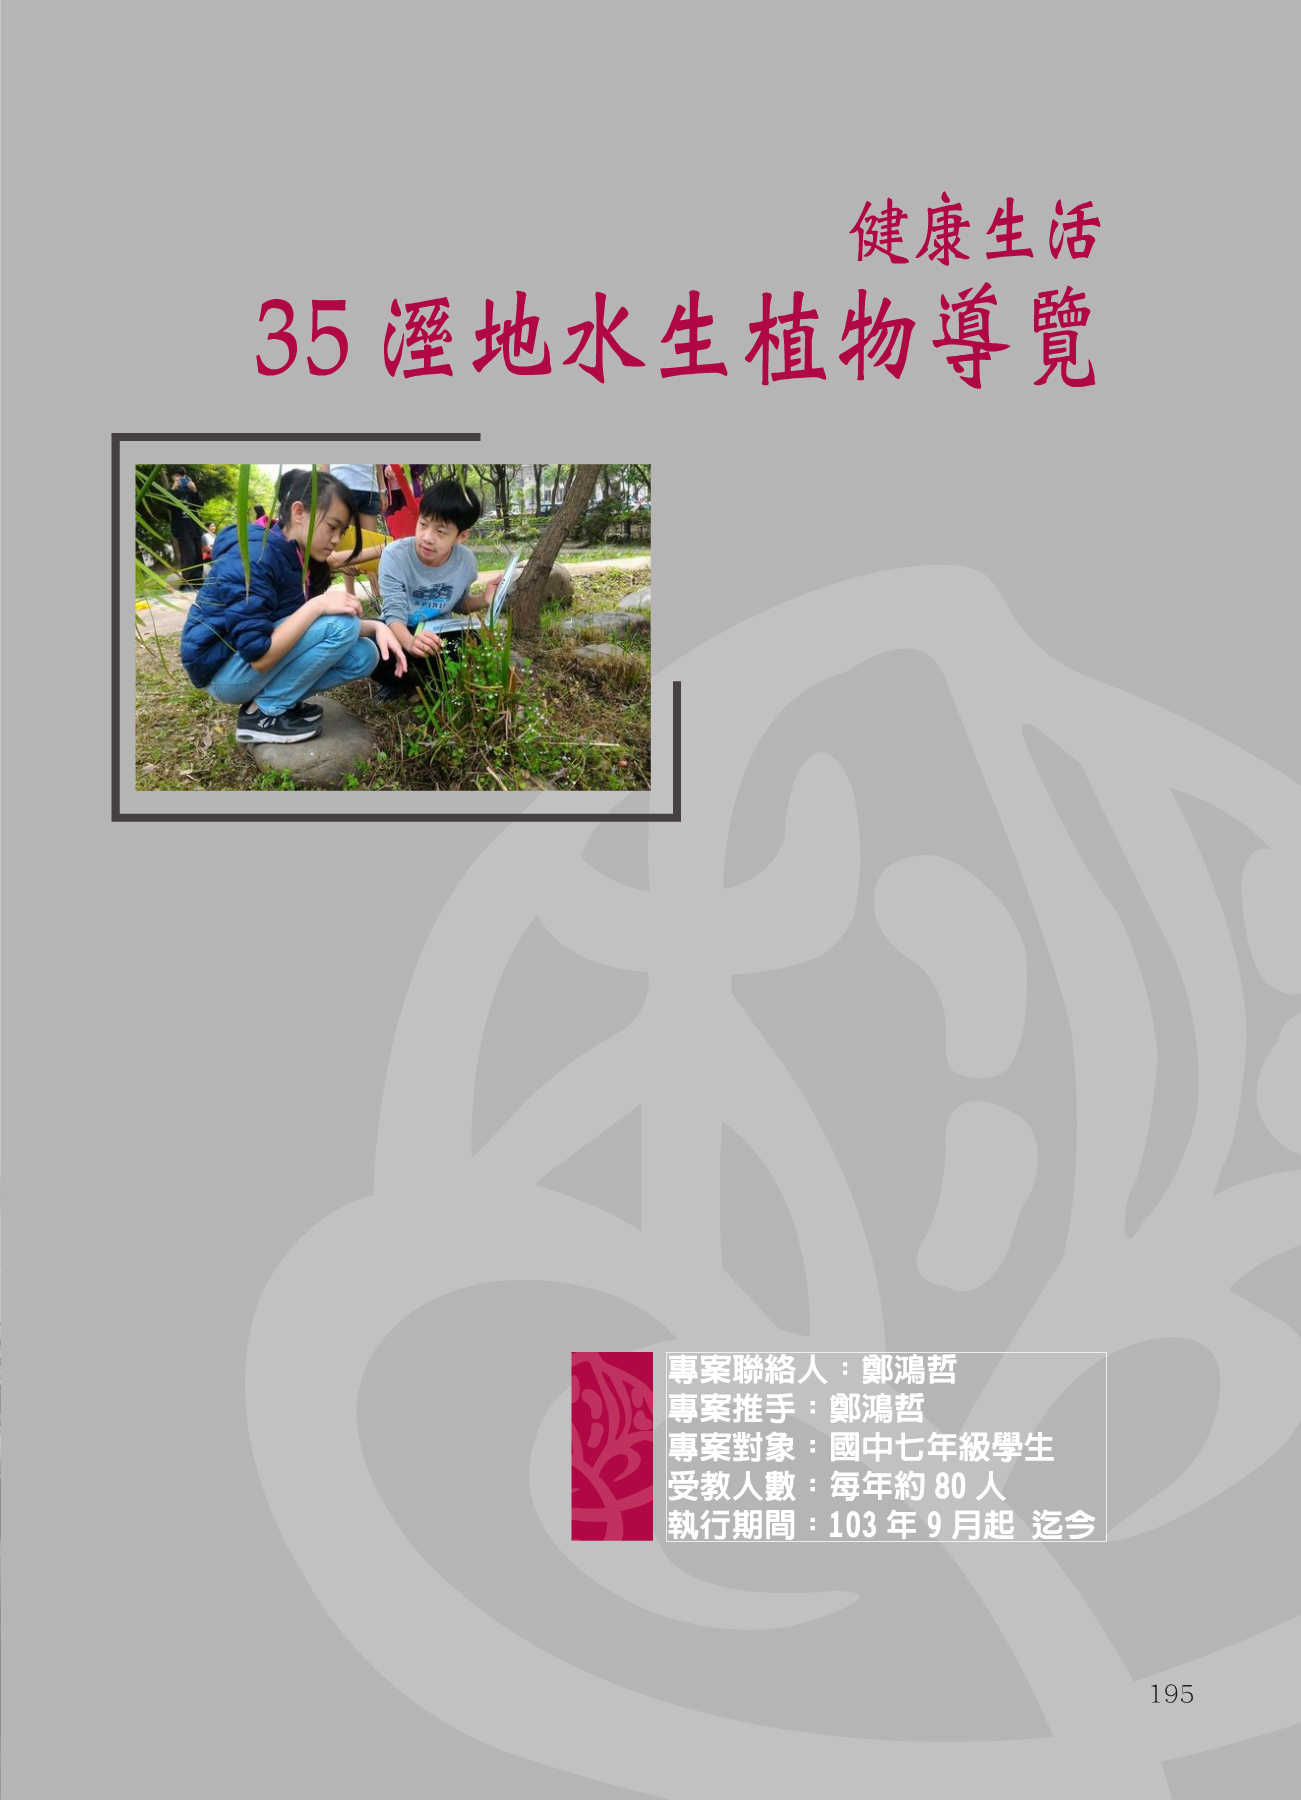 健康生活
35 溼地水生植物導覽
專案聯絡人：鄭鴻哲
專案推手：鄭鴻哲
專案對象：國中七年級學生
受教人數：每年約 80 人
執行期間：103 年 9 月起 迄今
195